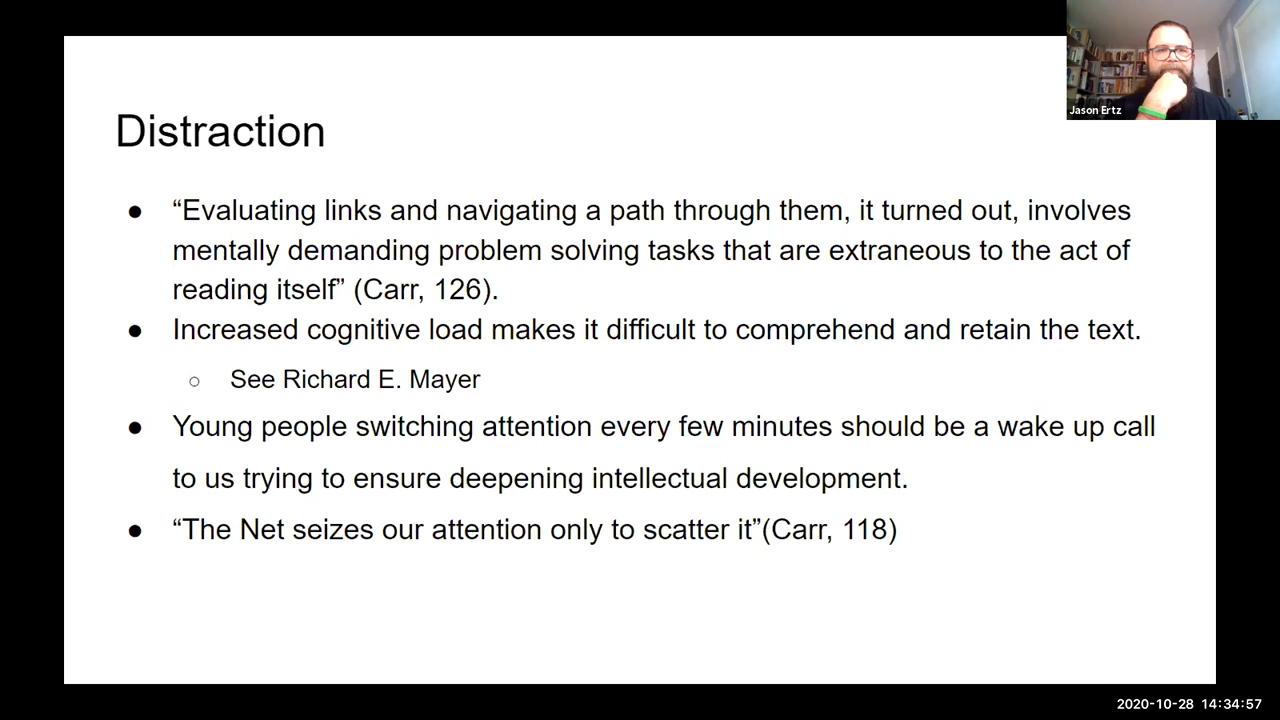 Jason Ertz
Distraction
● “Evaluating links and navigating a path through them, it turned out, involves
mentally demanding problem solving tasks that are extraneous to the act of
reading itself” (Carr, 126).
● Increased cognitive load makes it difficult to comprehend and retain the text.
○ See Richard E. Mayer
● Young people switching attention every few minutes should be a wake up call
to us trying to ensure deepening intellectual development.
● “The Net seizes our attention only to scatter it”(Carr, 118)
2020-10-28 14:34:57